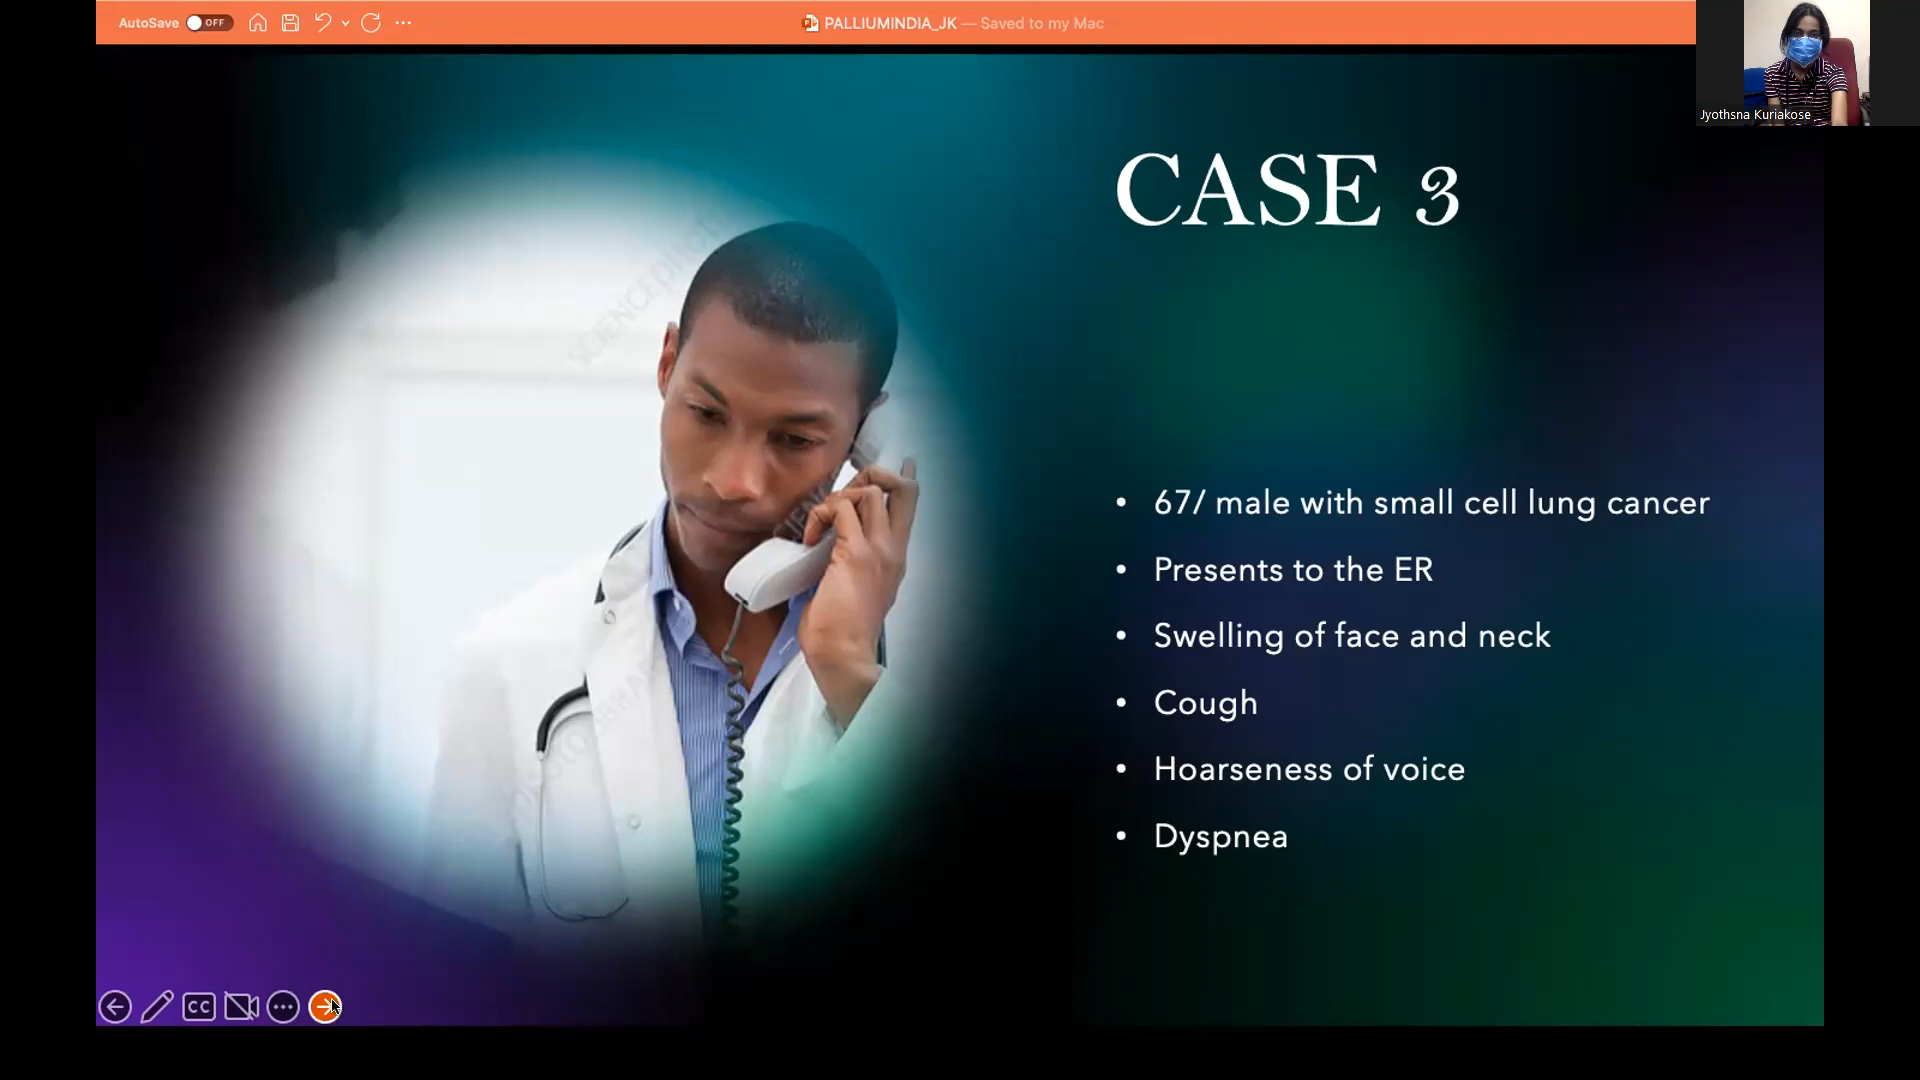 AutoSave OFF
PALLIUMINDIA_JK — Saved to my Mac
Jyothsna Kuriakose
CASE 3
• 67/ male with small cell lung cancer
• Presents to the ER
• Swelling of face and neck
• Cough
• Hoarseness of voice
• Dyspnea
CC